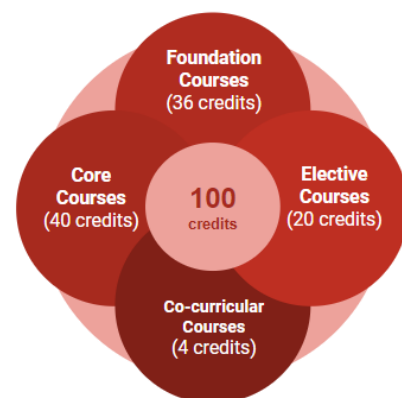 Foundation
Courses
(36 credits)
Core
Courses
(40 credits)
100
credits
Elective
Courses
(20 credits)
Co-curricular
Courses
(4 credits)